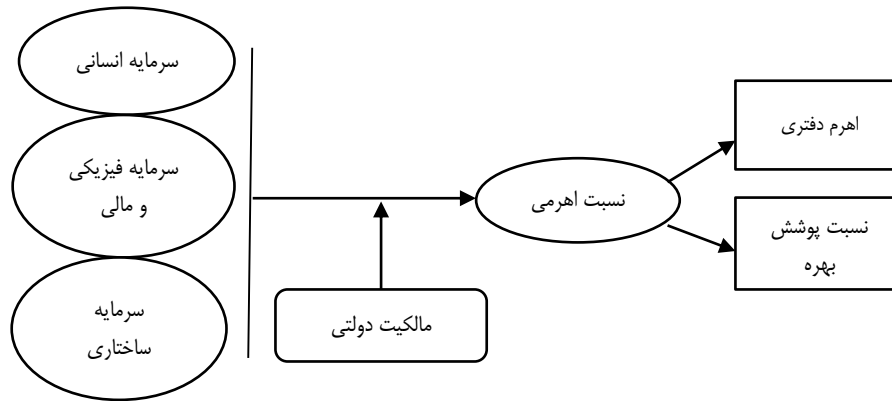 سرمایه انسانی
سرمایه فیزیکی
و مالی
سرمایه
ساختاری
مالکیت دولتی
نسبت اهرمی
اهرم دفتری
نسبت پوشش
بهره